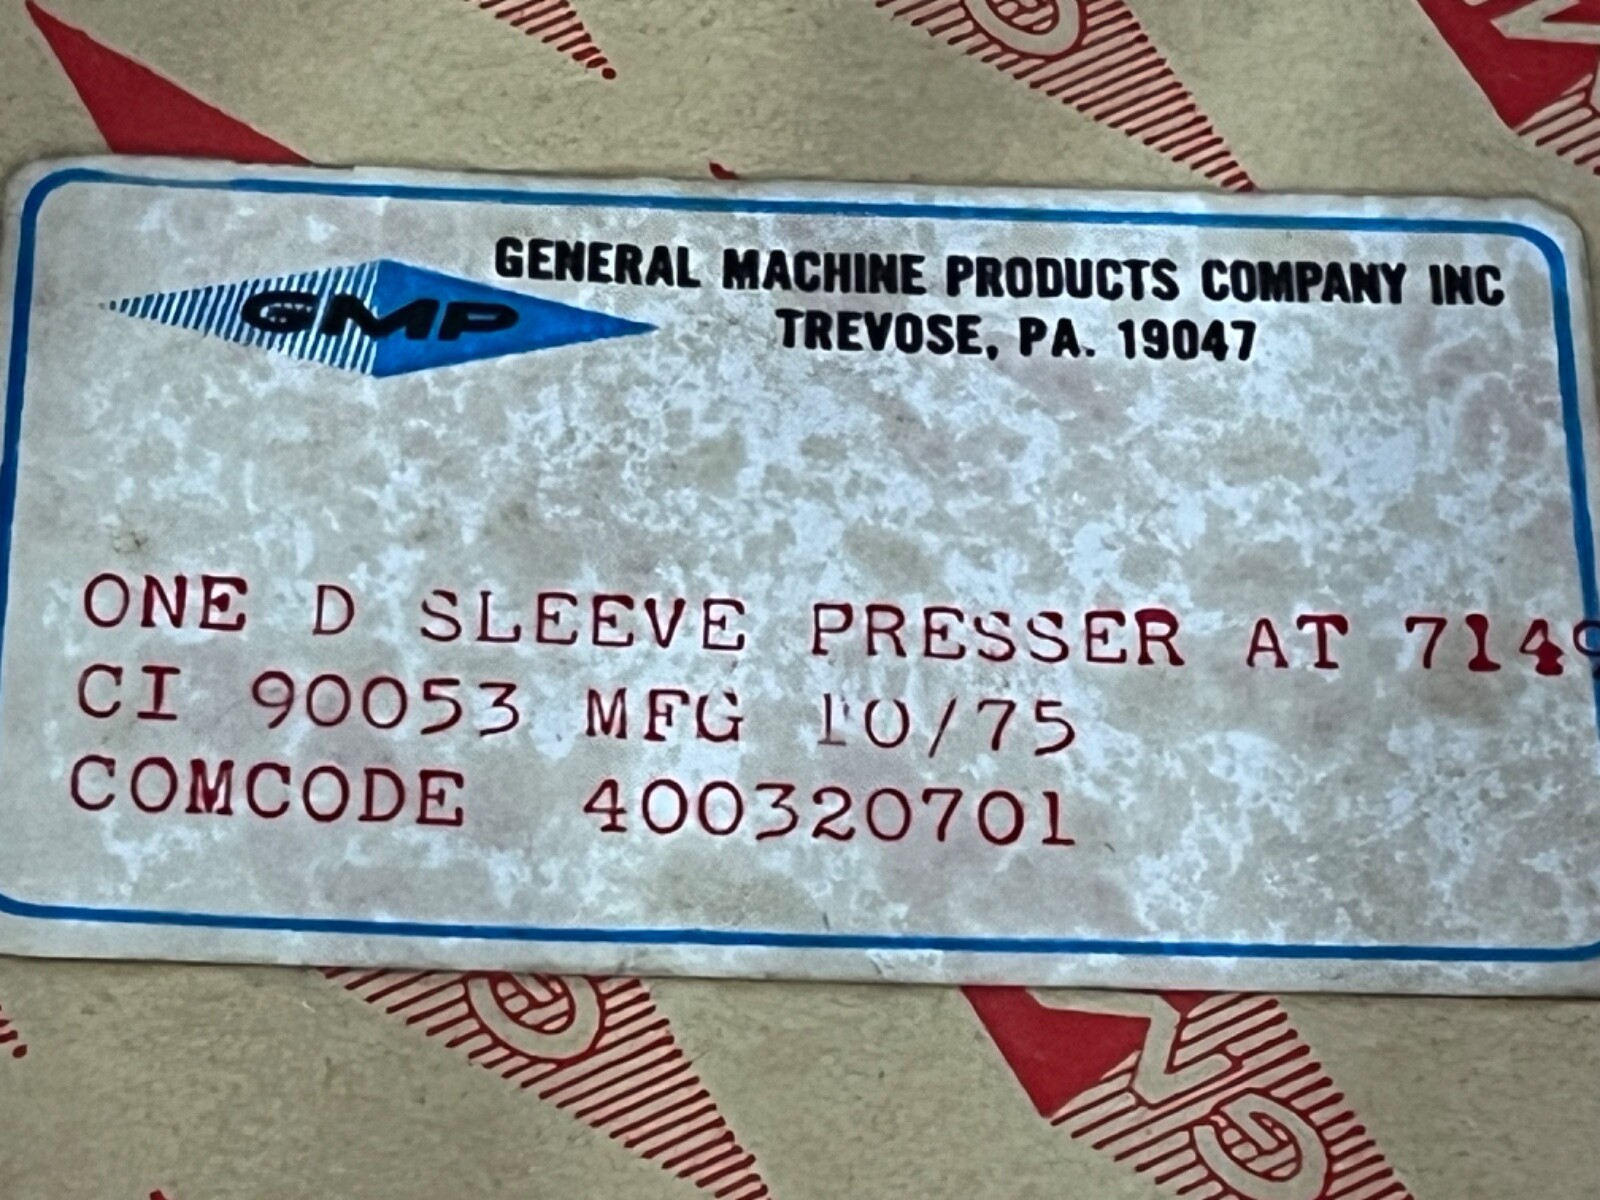 GMP
GENERAL MACHINE PRODUCTS COMPANY INC
TREVOSE, PA. 19047
ONE D SLEEVE PRESSER AT
CI 90053 MFG 10/75
COMCODE 400320701